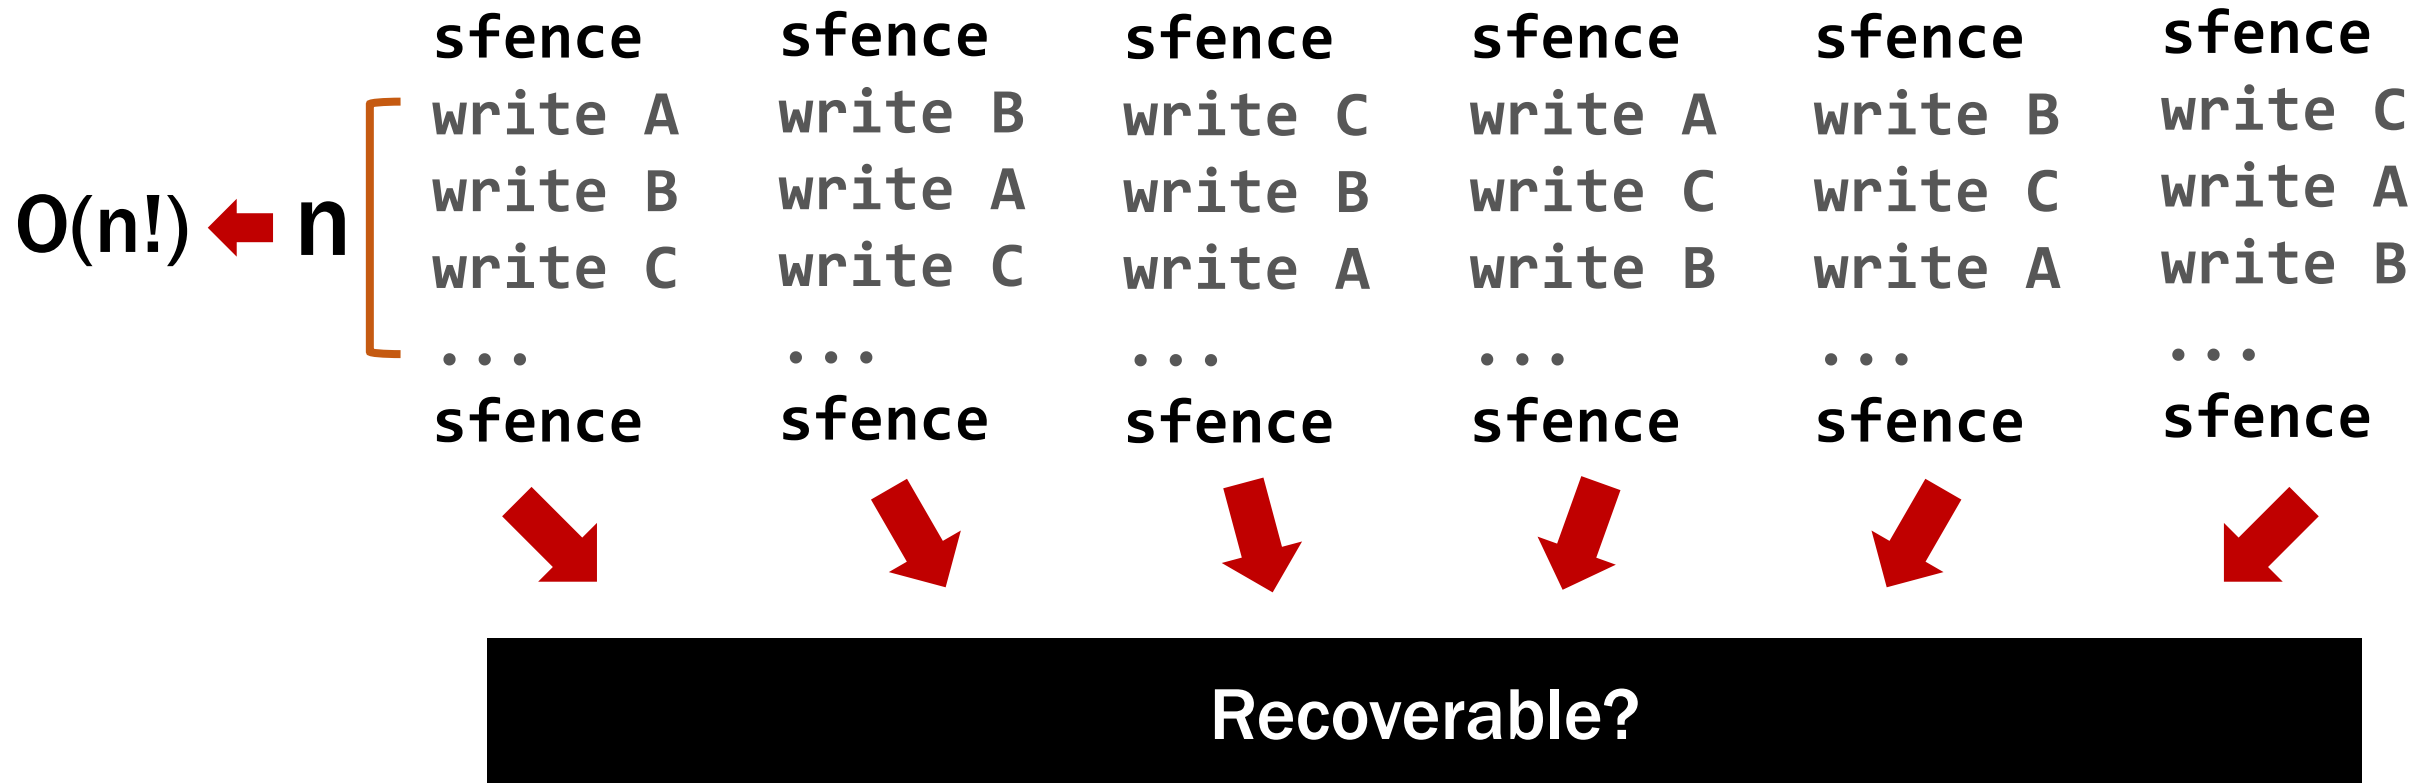 O(n!) n
sfence
write A
write B
write C
...
sfence
sfence
write B
write A
write C
...
sfence
sfence
write C
write B
write A
...
sfence
sfence
write A
write C
write B
...
sfence
sfence
write B
write C
write A
...
sfence
sfence
write C
write A
write B
...
sfence
Recoverable?